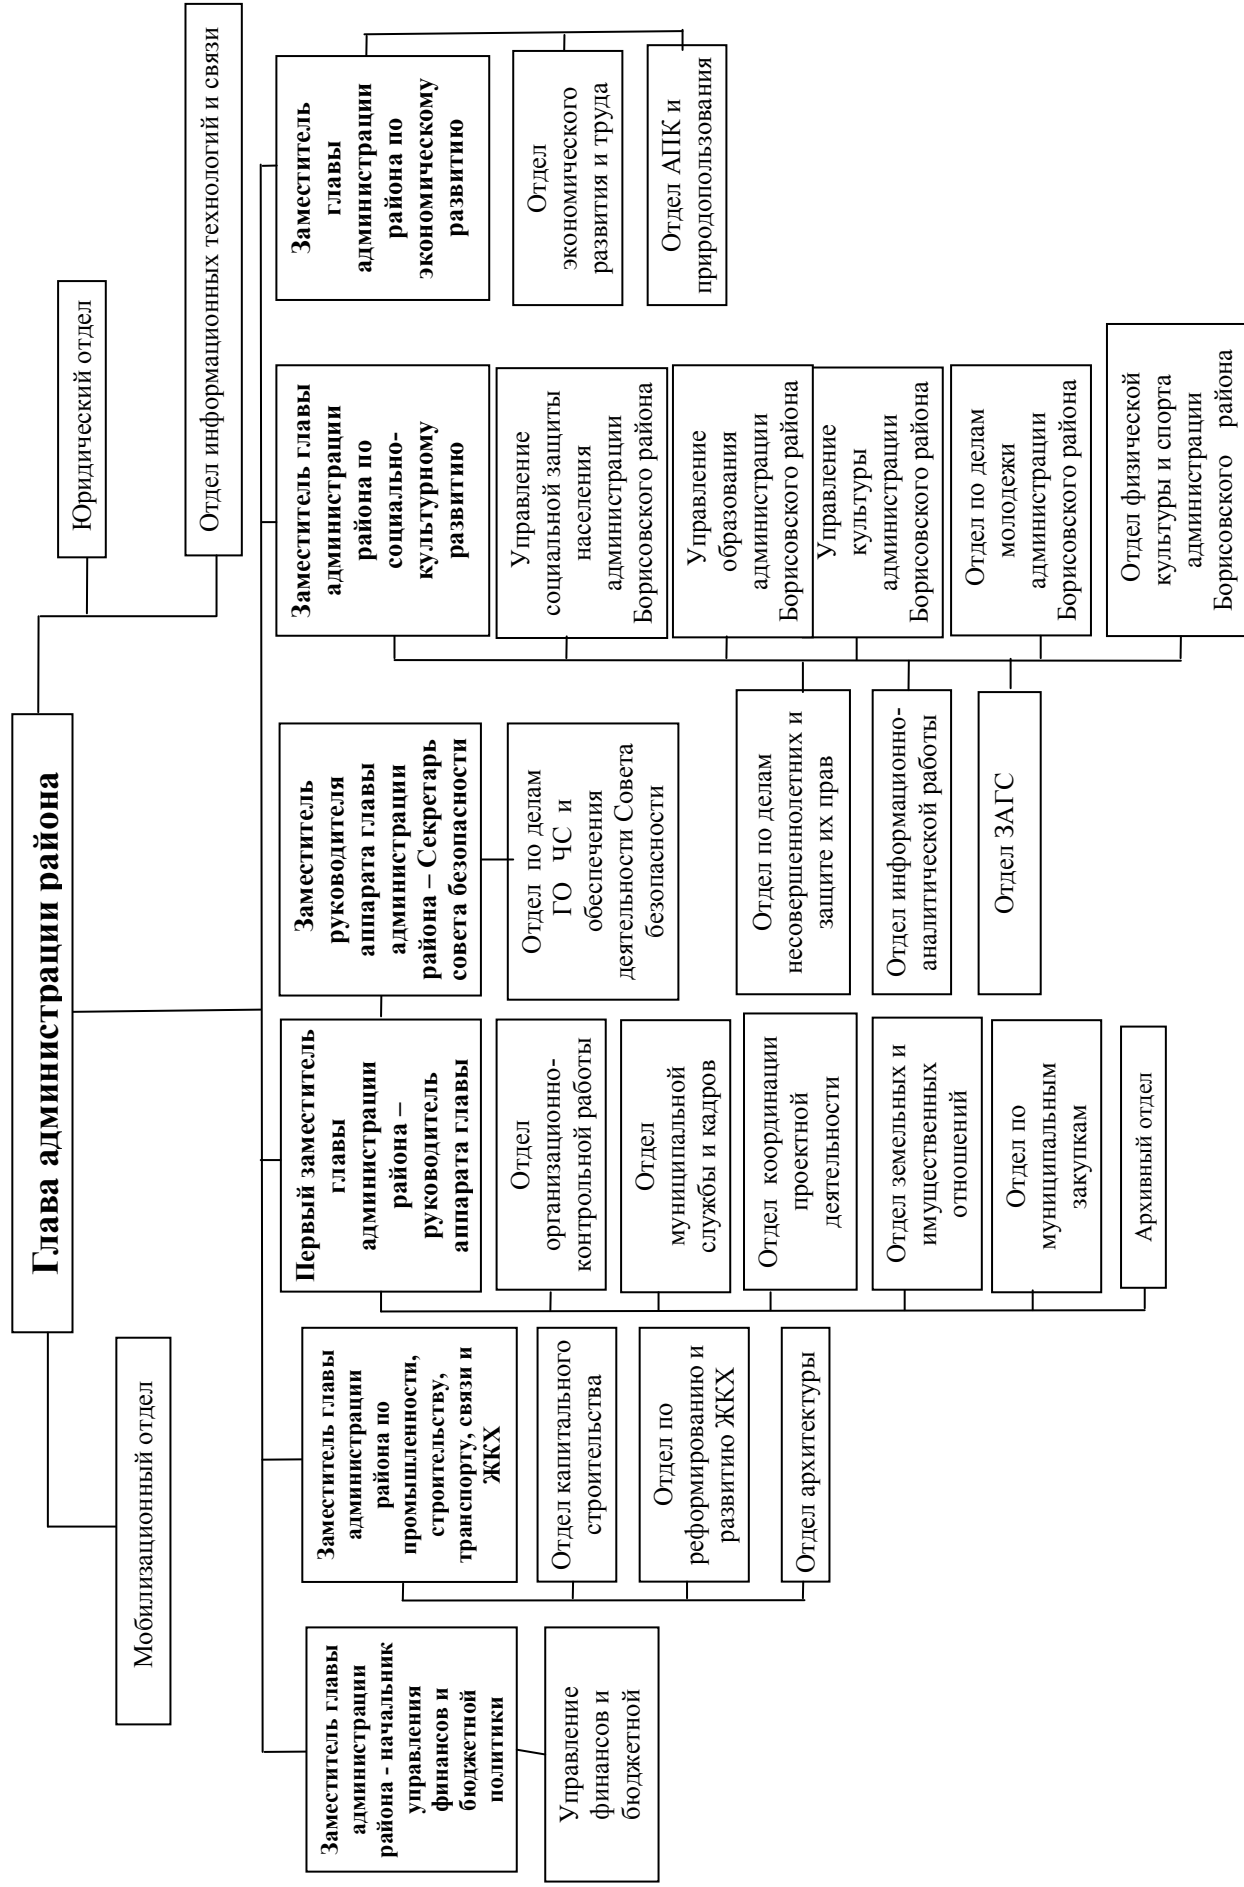 Глава администрации района
Мобилизационный отдел
Юридический отдел
Отдел информационных технологий и связи
Заместитель главы
администрации
района - начальник
управления
финансов и
бюджетной
политики
Управление
финансов и
бюджетной
Заместитель главы
администрации
района по
промышленности,
строительству,
транспорту, связи и
ЖКХ
Отдел капитального
строительства
Отдел по
реформированию и
развитию ЖКХ
Отдел архитектуры
Первый заместитель
главы
администрации
района –
руководитель
аппарата главы
Отдел
организационно-
контрольной работы
Отдел
муниципальной
службы и кадров
Отдел координации
проектной
деятельности
Отдел земельных и
имущественных
отношений
Отдел по
муниципальным
закупкам
Архивный отдел
Заместитель
руководителя
аппарата главы
администрации
района – Секретарь
совета безопасности
Отдел по делам
ГО ЧС и
обеспечения
деятельности Совета
безопасности
Заместитель главы
администрации
района по
социально-
культурному
развитию
Управление
социальной защиты
населения
администрации
Борисовского района
Управление
образования
администрации
Борисовского района
Управление
культуры
администрации
Борисовского района
Отдел по делам
молодежи
администрации
Борисовского района
Отдел физической
культуры и спорта
администрации
Борисовского района
Отдел по делам
несовершеннолетних и
защите их прав
Отдел информационно-
аналитической работы
Отдел ЗАГС
Заместитель
главы
администрации
района по
экономическому
развитию
Отдел
экономического
развития и труда
Отдел АПК и
природопользования